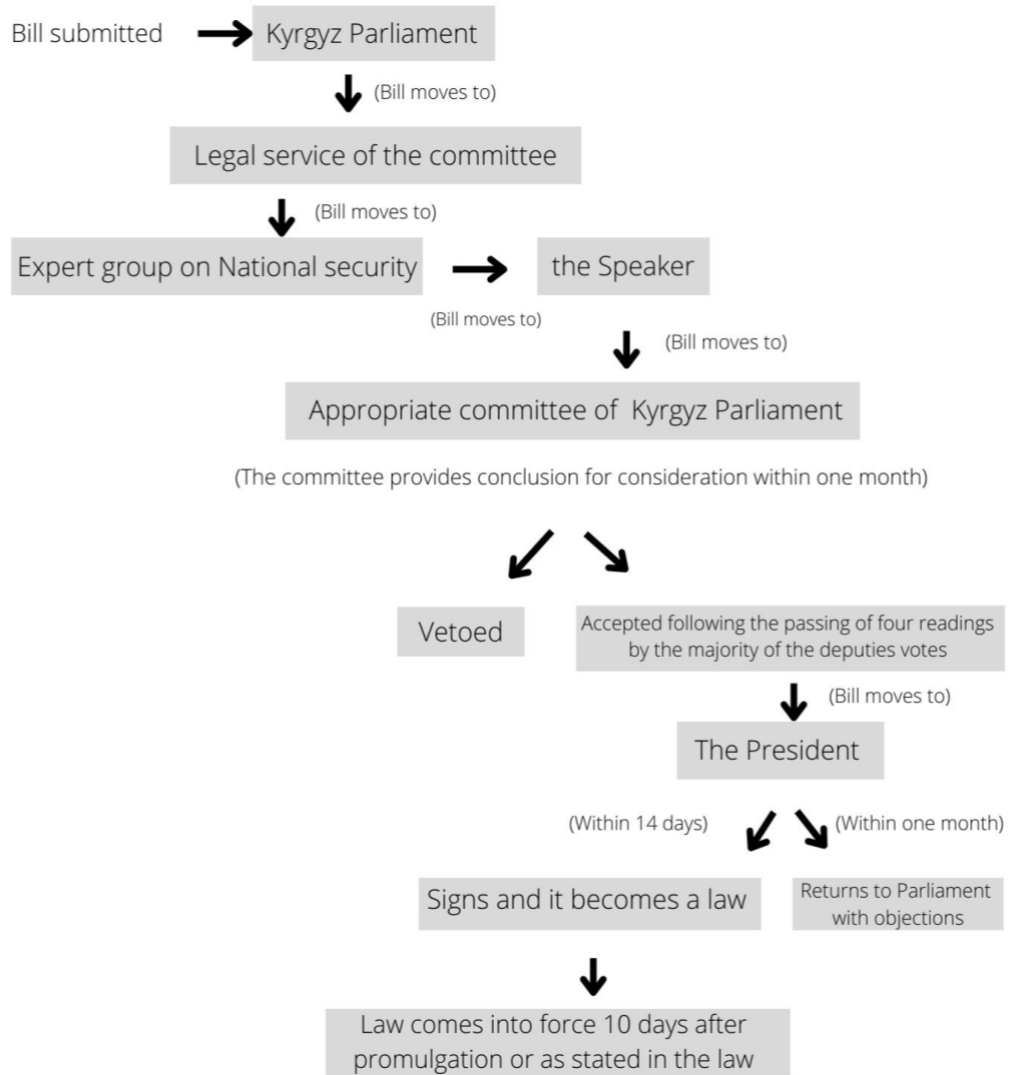 Bill submitted
Kyrgyz Parliament
(Bill moves to)
Legal service of the committee
(Bill moves to)
Expert group on National security
the Speaker
(Bill moves to)
(Bill moves to)
Appropriate committee of Kyrgyz Parliament
(The committee provides conclusion for consideration within one month)
Vetoed
Accepted following the passing of four readings
by the majority of the deputies votes
(Bill moves to)
The President
(Within 14 days)
(Within one month)
Signs and it becomes a law
Returns to Parliament
with objections
Law comes into force 10 days after
promulgation or as stated in the law